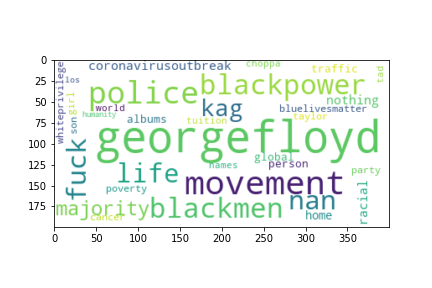 0
25
50
75
100
125
150
175
0 50 100 150 200 250 300 350
coronavirusoutbreak
choppa
traffic
tad
whiteprivilege
los
girl
police
blackpower
nothing
world
kag
bluelivesmatter
humanity
son
albums
tuition
taylor
georgefloyd
fuck
global
names
person
party
life
movement
poverty
racial
majority
cancer
blackmen
nan
home